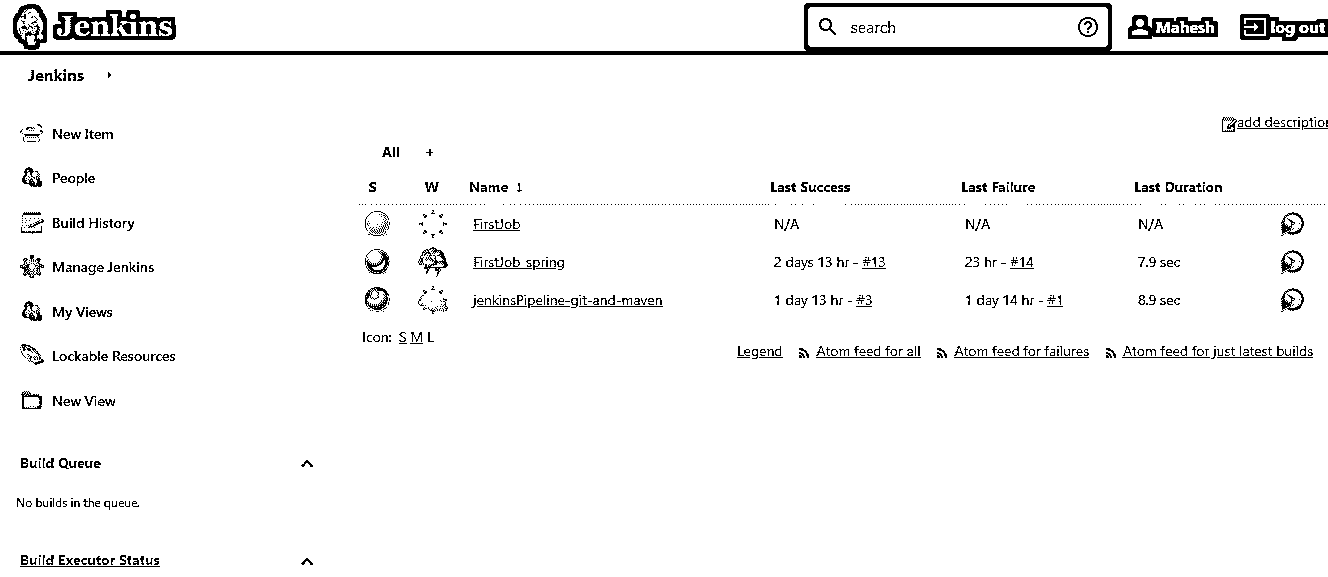 Jenkins search Mahesh log out
Jenkins
add description
New Item
People
Build History
Manage Jenkins
My Views
Lockable Resources
New View
Build Queue
No builds in the queue.
Build Executor Status
All +
S W Name ↓ Last Success Last Failure Last Duration
FirstJob N/A N/A N/A
FirstJob spring 2 days 13 hr - #13 23 hr - #14 7.9 sec
jenkinsPipeline-git-and-maven 1 day 13 hr - #3 1 day 14 hr - #1 8.9 sec
Icon: S M L
Legend Atom feed for all Atom feed for failures Atom feed for just latest builds